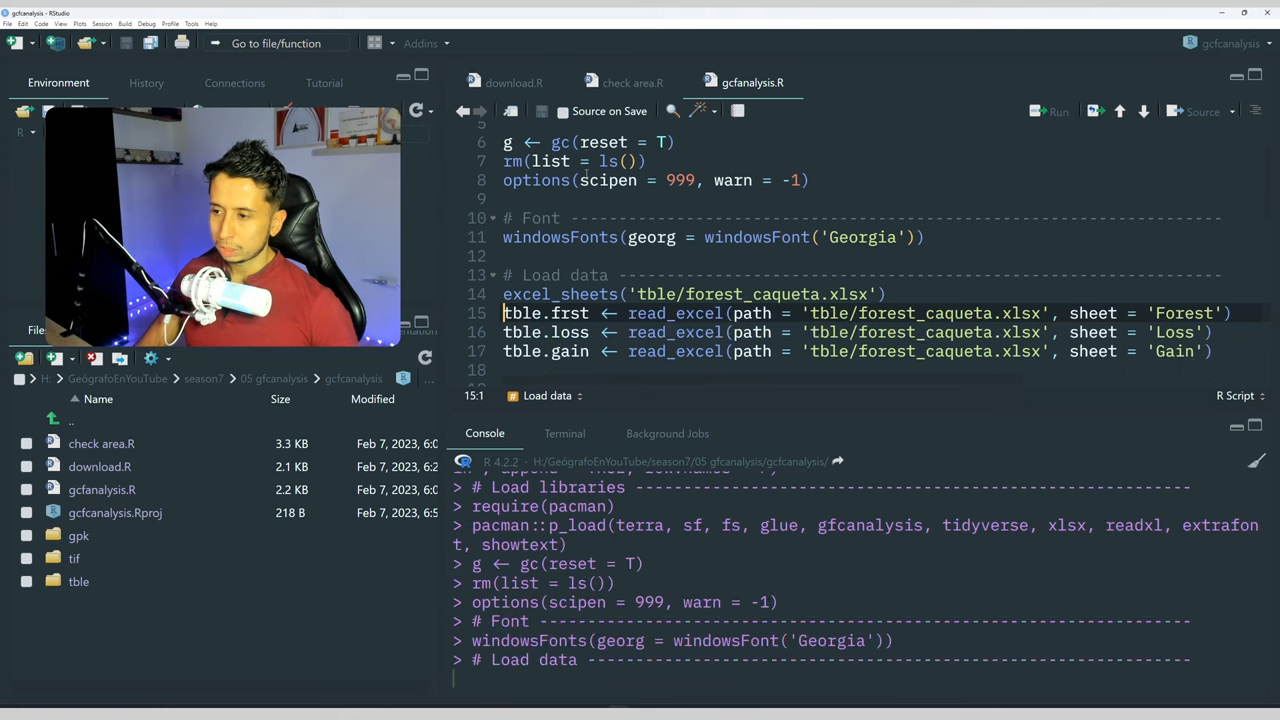 gcfcanalysis - RStudio
File Edit Code View Plots Session Build Debug Profile Tools Help
Go to file/function
Addins
gcfcanalysis
Environment
History
Connections
Tutorial
download.R
check area.R
gcfanalysis.R
Source on Save
Run
Source
R
5
6 g ← gc(reset = T)
7 rm(list = ls())
8 options(scipen = 999, warn = -1)
9
10 # Font ----------------------------------------------------------------------
11 windowsFonts(georg = windowsFont('Georgia'))
12
13 # Load data -----------------------------------------------------------------
14 excel_sheets('tble/forest_caqueta.xlsx')
15 tble.frst ← read_excel(path = 'tble/forest_caqueta.xlsx', sheet = 'Forest')
16 tble.loss ← read_excel(path = 'tble/forest_caqueta.xlsx', sheet = 'Loss')
17 tble.gain ← read_excel(path = 'tble/forest_caqueta.xlsx', sheet = 'Gain')
18
15:1 # Load data
R Script
File
H: GeógrafoEnYouTube season7 05 gfcanalysis gcfcanalysis ...
Name Size Modified
..
check area.R 3.3 KB Feb 7, 2023, 6:0
download.R 2.1 KB Feb 7, 2023, 6:2
gcfanalysis.R 2.2 KB Feb 7, 2023, 6:0
gcfcanalysis.Rproj 218 B Feb 7, 2023, 6:5
gpk
tif
tble
Console
Terminal
Background Jobs
R 4.2.2 · H:/GeógrafoEnYouTube/season7/05 gfcanalysis/gcfcanalysis/
> # Load libraries ------------------------------------------------------------
> require(pacman)
> pacman::p_load(terra, sf, fs, glue, gfcanalysis, tidyverse, xlsx, readxl, extrafon
t, showtext)
> g ← gc(reset = T)
> rm(list = ls())
> options(scipen = 999, warn = -1)
> # Font ----------------------------------------------------------------------
> windowsFonts(georg = windowsFont('Georgia'))
> # Load data -----------------------------------------------------------------